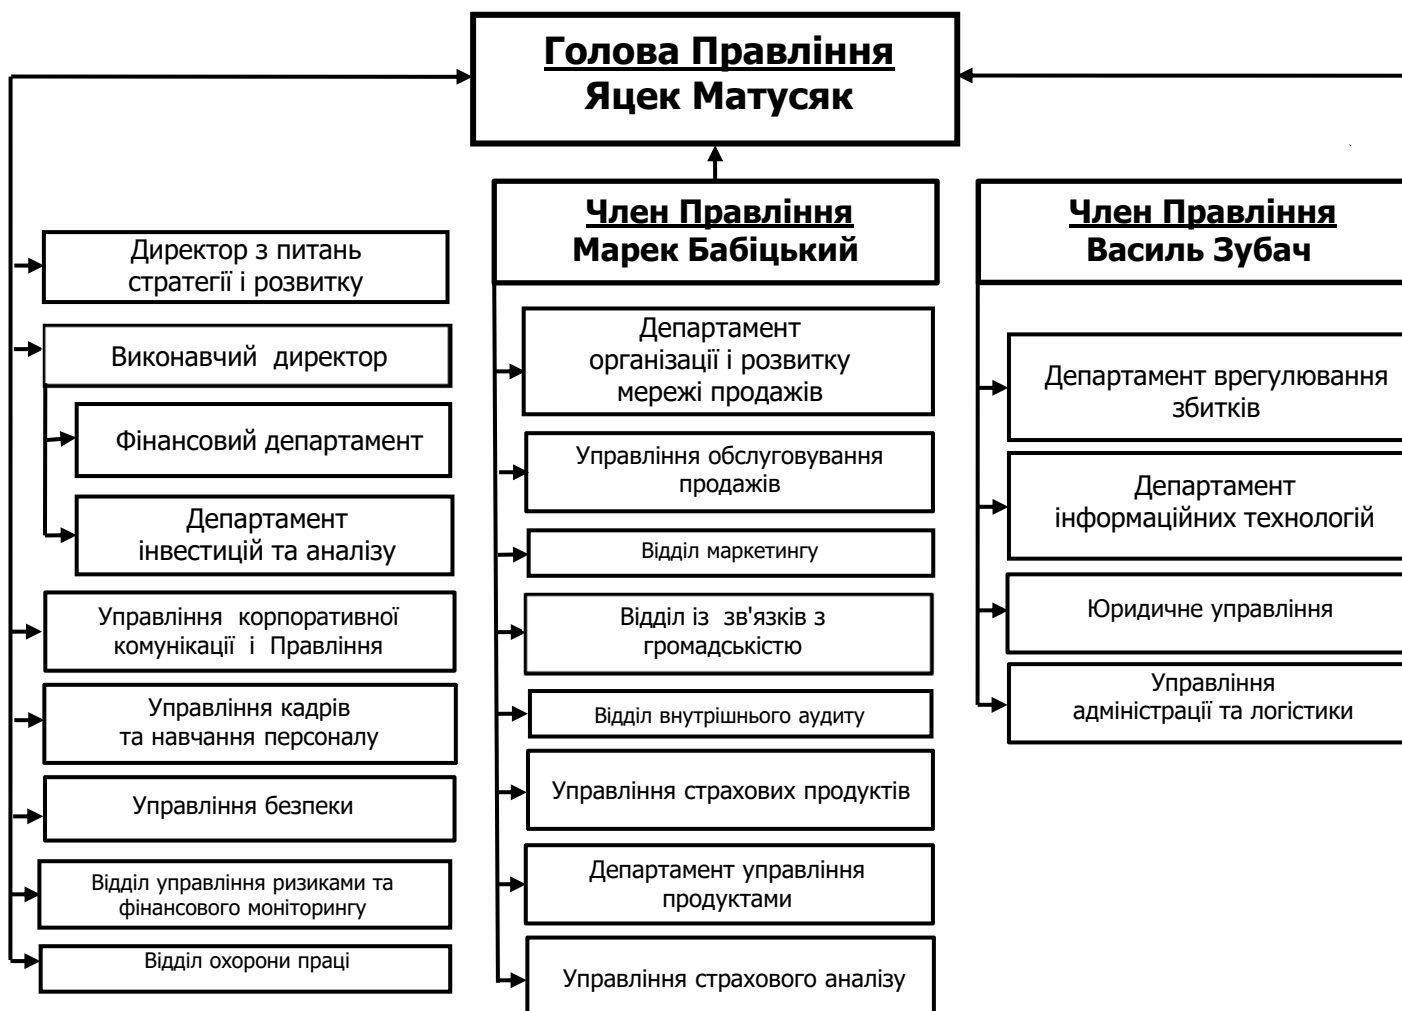 Голова Правління
Яцек Матусяк
Директор з питань
стратегії і розвитку
Виконавчий директор
Фінансовий департамент
Департамент
інвестицій та аналізу
Управління корпоративної
комунікації і Правління
Управління кадрів
та навчання персоналу
Управління безпеки
Відділ управління ризиками та
фінансового моніторингу
Відділ охорони праці
Член Правління
Марек Бабіцький
Департамент
організації і розвитку
мережі продажів
Управління обслуговування
продажів
Відділ маркетингу
Відділ із зв'язків з
громадськістю
Відділ внутрішнього аудиту
Управління страхових продуктів
Департамент управління
продуктами
Управління страхового аналізу
Член Правління
Василь Зубач
Департамент врегулювання
збитків
Департамент
інформаційних технологій
Юридичне управління
Управління
адміністрації та логістики